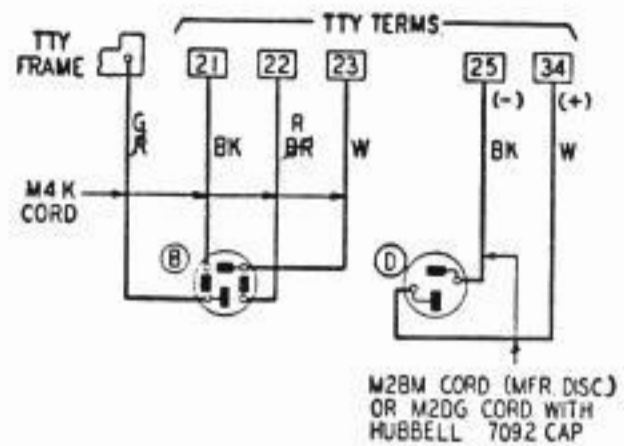 TTY TERMS
TTY
FRAME
21
22
23
25
34
(-)
(+)
G
R
BK
R
BR
W
BK
W
M4K
CORD
B
D
M2BM CORD (MFR. DISC.)
OR M2DG CORD WITH
HUBBELL 7092 CAP